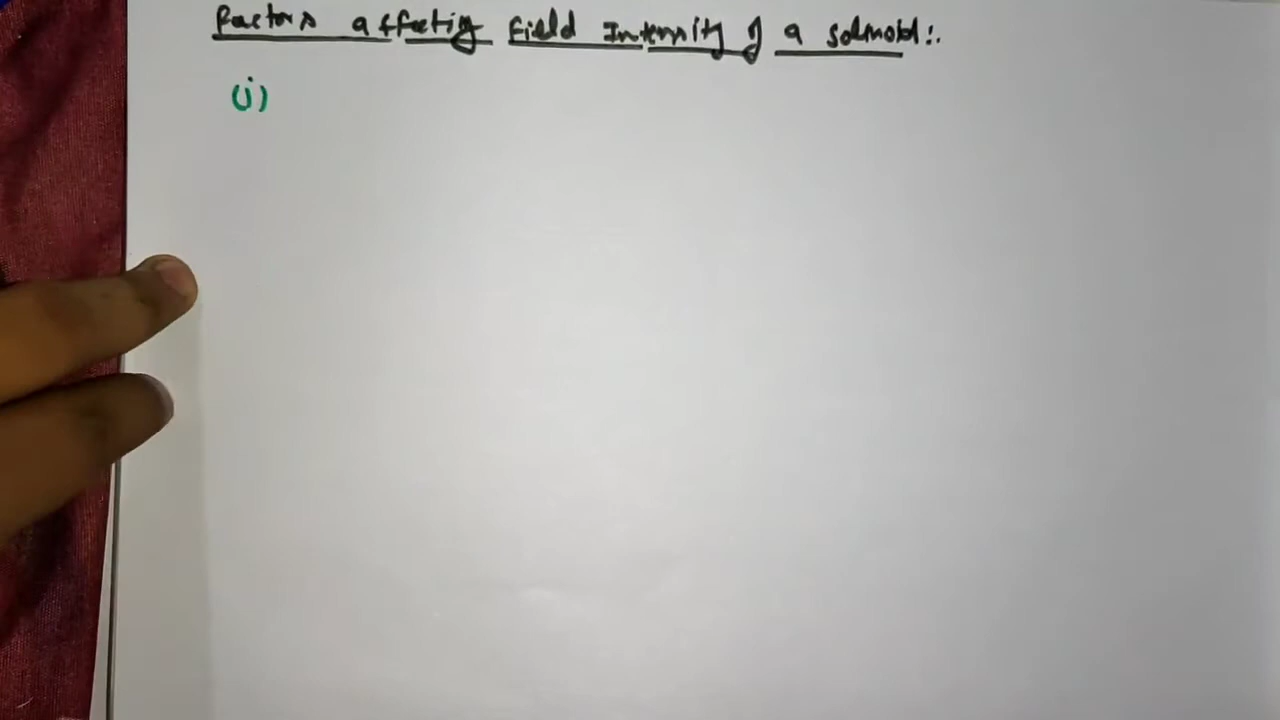 Factors affecting Field Intensity of a solenoid:.
(i)